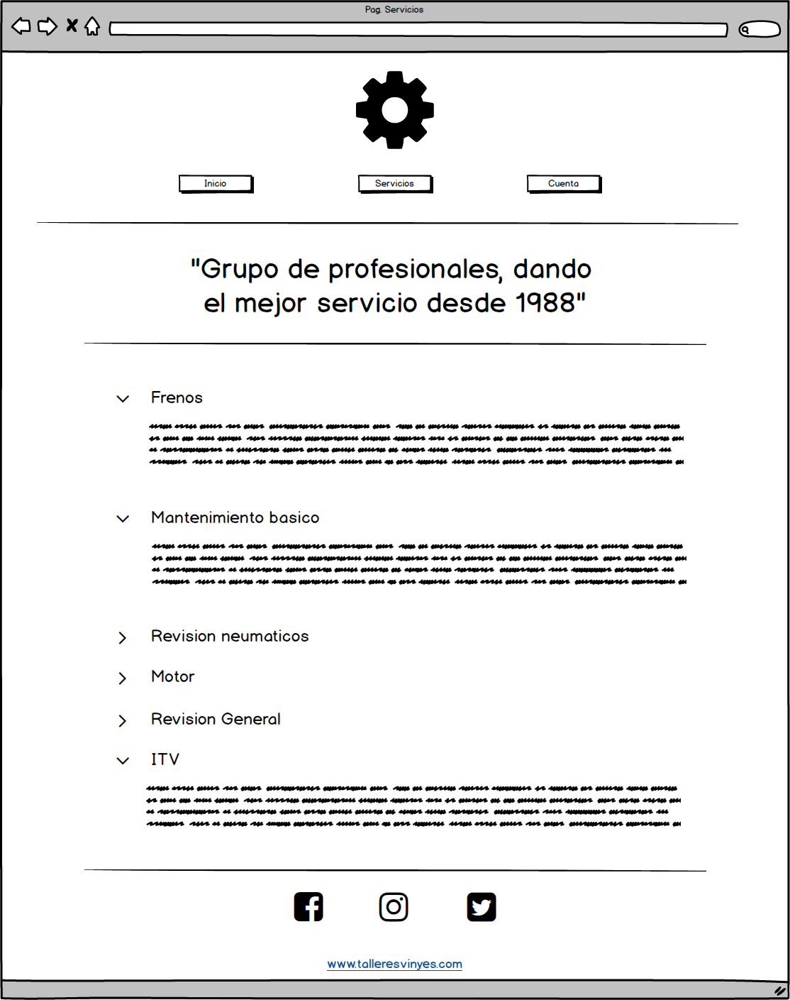 Pag. Servicios
Inicio
Servicios
Cuenta
"Grupo de profesionales, dando
el mejor servicio desde 1988"
Frenos
Mantenimiento basico
Revision neumaticos
Motor
Revision General
ITV
www.talleresvinyes.com